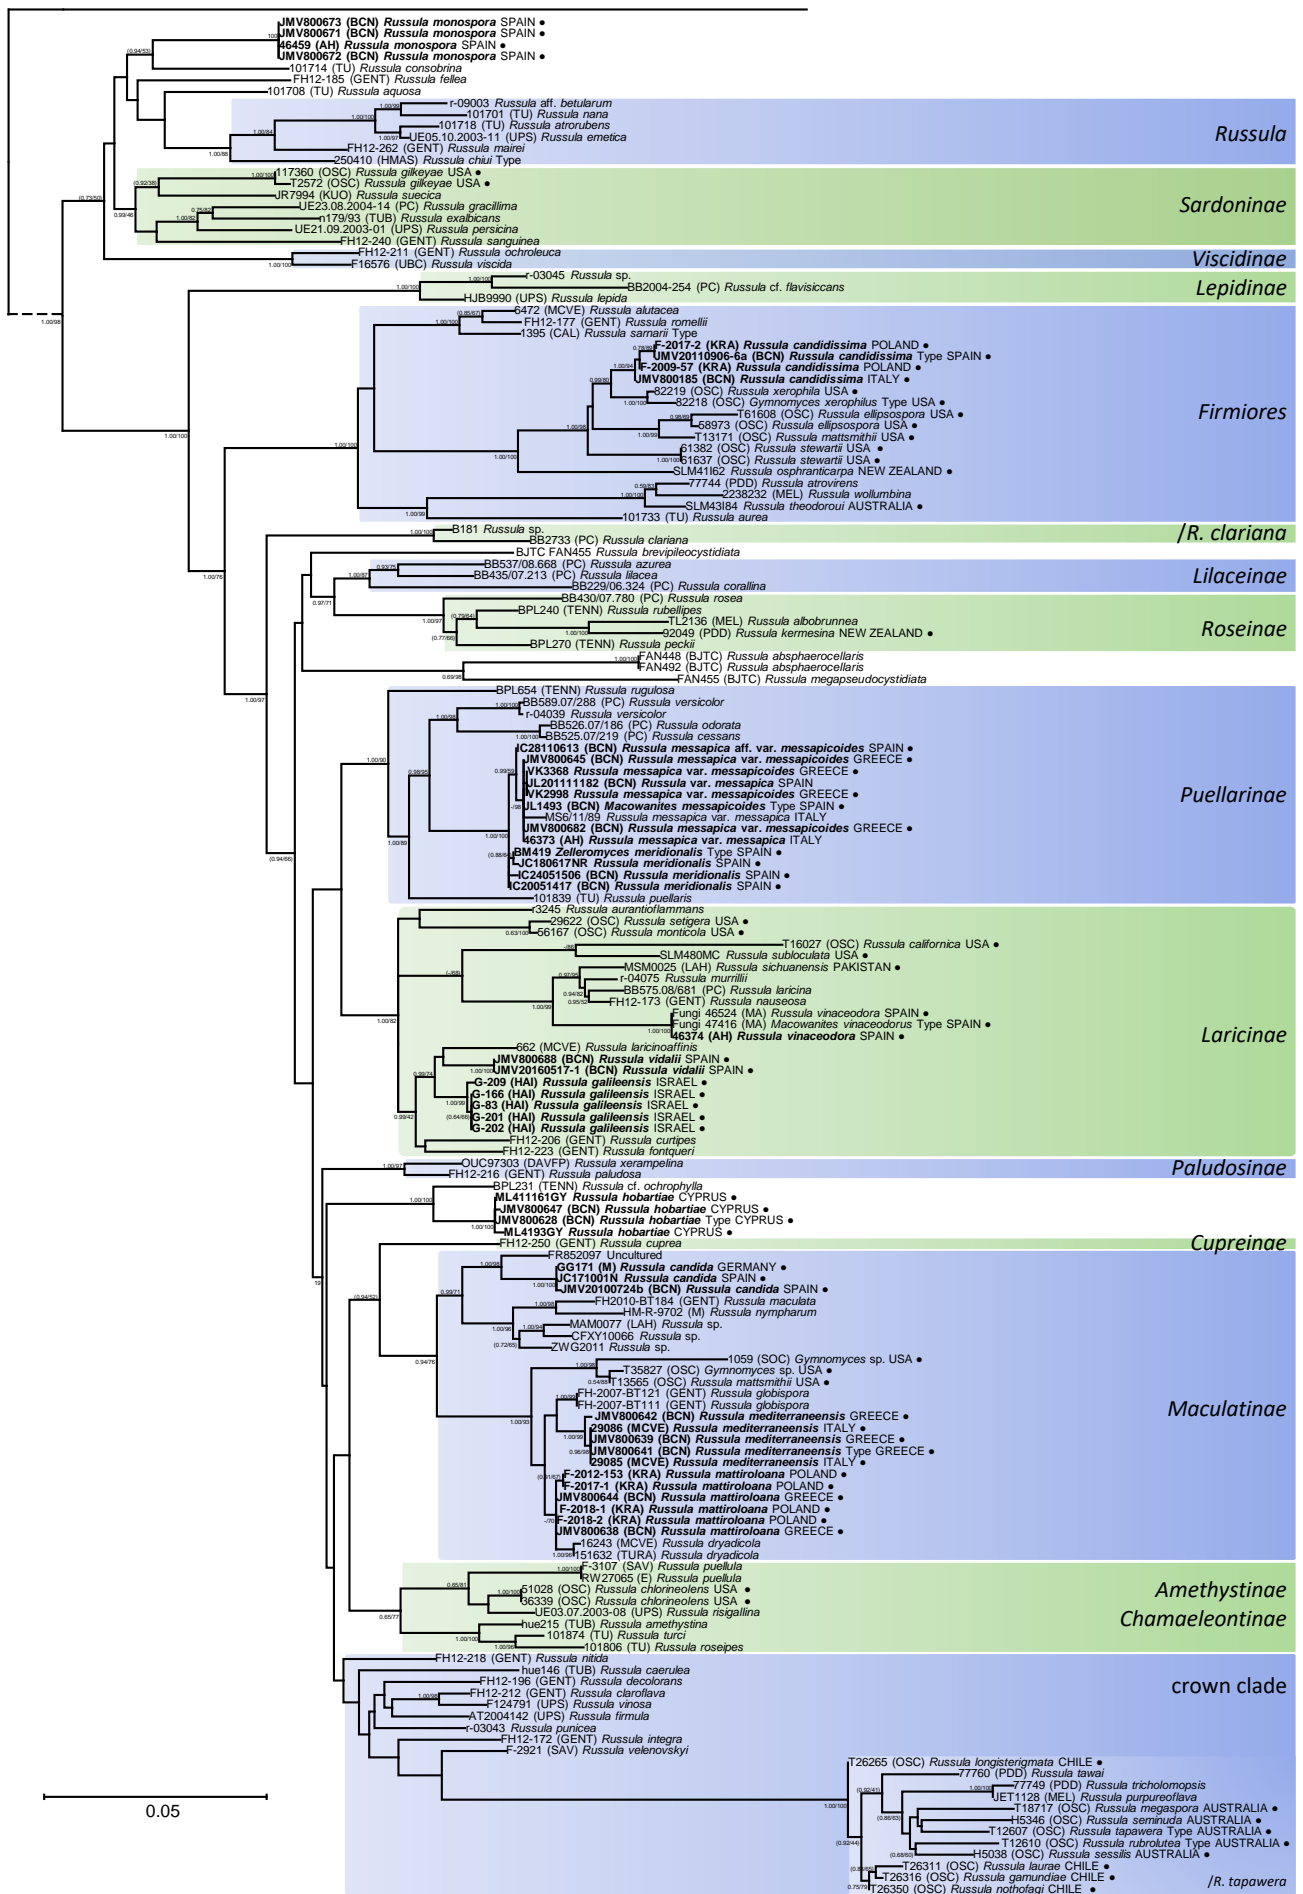 JMV800673 (BCN) Russula monospora SPAIN ●
JMV800671 (BCN) Russula monospora SPAIN ●
46459 (AH) Russula monospora SPAIN ●
JMV800672 (BCN) Russula monospora SPAIN ●
101714 (TU) Russula consobrina
FH12-185 (GENT) Russula fellea
101708 (TU) Russula aquosa
r-09003 Russula aff. betularum
101701 (TU) Russula nana
101718 (TU) Russula atrorubens
UE05.10.2003-11 (UPS) Russula emetica
FH12-262 (GENT) Russula mairei
250410 (HMAS) Russula chiui Type
Russula
117360 (OSC) Russula gilkeyae USA ●
T2572 (OSC) Russula gilkeyae USA ●
JR7994 (KUO) Russula suecica
UE23.08.2004-14 (PC) Russula gracillima
n179/93 (TUB) Russula exalbicans
UE21.09.2003-01 (UPS) Russula persicina
FH12-240 (GENT) Russula sanguinea
Sardoninae
FH12-211 (GENT) Russula ochroleuca
F16576 (UBC) Russula viscida
Viscidinae
r-03045 Russula sp.
BB2004-254 (PC) Russula cf. flavisiccans
HJB9990 (UPS) Russula lepida
Lepidinae
6472 (MCVE) Russula alutacea
FH12-177 (GENT) Russula romellii
1395 (CAL) Russula sarnarii Type
F-2017-2 (KRA) Russula candidissima POLAND ●
JMV20110906-6a (BCN) Russula candidissima Type SPAIN ●
F-2009-57 (KRA) Russula candidissima POLAND ●
JMV800185 (BCN) Russula candidissima ITALY ●
82219 (OSC) Russula xerophila USA ●
82218 (OSC) Gymnomyces xerophilus Type USA ●
T61608 (OSC) Russula ellipsospora USA ●
58973 (OSC) Russula ellipsospora USA ●
T13171 (OSC) Russula mattsmithii USA ●
61382 (OSC) Russula stewartii USA ●
61637 (OSC) Russula stewartii USA ●
SLM41I62 Russula osphranticarpa NEW ZEALAND ●
77744 (PDD) Russula atrovirens
2238232 (MEL) Russula wollumbina
SLM43I84 Russula theodoroui AUSTRALIA ●
101733 (TU) Russula aurea
Firmiores
B181 Russula sp.
BB2733 (PC) Russula clariana
/R. clariana
BJTC FAN455 Russula brevipileocystidiata
BB537/08.668 (PC) Russula azurea
BB435/07.213 (PC) Russula lilacea
BB229/06.324 (PC) Russula corallina
Lilaceinae
BB430/07.780 (PC) Russula rosea
BPL240 (TENN) Russula rubellipes
TL2136 (MEL) Russula albobrunnea
92049 (PDD) Russula kermesina NEW ZEALAND ●
BPL270 (TENN) Russula peckii
Roseinae
FAN448 (BJTC) Russula absphaerocellaris
FAN492 (BJTC) Russula absphaerocellaris
FAN455 (BJTC) Russula megapseudocystidiata
BPL654 (TENN) Russula rugulosa
BB589.07/288 (PC) Russula versicolor
r-04039 Russula versicolor
BB526.07/186 (PC) Russula odorata
BB525.07/219 (PC) Russula cessans
IC28110613 (BCN) Russula messapica aff. var. messapicoides SPAIN ●
JMV800645 (BCN) Russula messapica var. messapicoides GREECE ●
VK3368 Russula messapica var. messapicoides GREECE ●
JL201111182 (BCN) Russula var. messapica SPAIN
VK2998 Russula messapica var. messapicoides GREECE ●
JL1493 (BCN) Macowanites messapicoides Type SPAIN ●
MS6/11/89 Russula messapica var. messapica ITALY
JMV800682 (BCN) Russula messapica var. messapicoides GREECE ●
46373 (AH) Russula messapica var. messapica ITALY
BM419 Zelleromyces meridionalis Type SPAIN ●
JC180617NR Russula meridionalis SPAIN ●
IC24051506 (BCN) Russula meridionalis SPAIN ●
IC20051417 (BCN) Russula meridionalis SPAIN ●
101839 (TU) Russula puellaris
Puellarinae
r3245 Russula aurantioflammans
29622 (OSC) Russula setigera USA ●
56167 (OSC) Russula monticola USA ●
T16027 (OSC) Russula californica USA ●
SLM480MC Russula subloculata USA ●
MSM0025 (LAH) Russula sichuanensis PAKISTAN ●
r-04075 Russula murrillii
BB575.08/681 (PC) Russula laricina
FH12-173 (GENT) Russula nauseosa
Fungi 46524 (MA) Russula vinaceodora SPAIN ●
Fungi 47416 (MA) Macowanites vinaceodorus Type SPAIN ●
46374 (AH) Russula vinaceodora SPAIN ●
662 (MCVE) Russula laricinoaffinis
JMV800688 (BCN) Russula vidalii SPAIN ●
JMV20160517-1 (BCN) Russula vidalii SPAIN ●
G-209 (HAI) Russula galileensis ISRAEL ●
G-166 (HAI) Russula galileensis ISRAEL ●
G-83 (HAI) Russula galileensis ISRAEL ●
G-201 (HAI) Russula galileensis ISRAEL ●
G-202 (HAI) Russula galileensis ISRAEL ●
FH12-206 (GENT) Russula curtipes
FH12-223 (GENT) Russula fontqueri
Laricinae
OUC97303 (DAVFP) Russula xerampelina
FH12-216 (GENT) Russula paludosa
Paludosinae
BPL231 (TENN) Russula cf. ochrophylla
ML411161GY Russula hobartiae CYPRUS ●
JMV800647 (BCN) Russula hobartiae CYPRUS ●
JMV800628 (BCN) Russula hobartiae Type CYPRUS ●
ML4193GY Russula hobartiae CYPRUS ●
FH12-250 (GENT) Russula cuprea
Cupreinae
FR852097 Uncultured
GG171 (M) Russula candida GERMANY ●
JC171001N Russula candida SPAIN ●
JMV20100724b (BCN) Russula candida SPAIN ●
FH2010-BT184 (GENT) Russula maculata
HM-R-9702 (M) Russula nympharum
MAM0077 (LAH) Russula sp.
CFXY10066 Russula sp.
ZWG2011 Russula sp.
1059 (SOC) Gymnomyces sp. USA ●
T35827 (OSC) Gymnomyces sp. USA ●
T13565 (OSC) Russula mattsmithii USA ●
FH-2007-BT121 (GENT) Russula globispora
FH-2007-BT111 (GENT) Russula globispora
JMV800642 (BCN) Russula mediterraneensis GREECE ●
29086 (MCVE) Russula mediterraneensis ITALY ●
JMV800639 (BCN) Russula mediterraneensis GREECE ●
JMV800641 (BCN) Russula mediterraneensis Type GREECE ●
29085 (MCVE) Russula mediterraneensis ITALY ●
F-2012-153 (KRA) Russula mattiroloana POLAND ●
F-2017-1 (KRA) Russula mattiroloana POLAND ●
JMV800644 (BCN) Russula mattiroloana GREECE ●
F-2018-1 (KRA) Russula mattiroloana POLAND ●
F-2018-2 (KRA) Russula mattiroloana POLAND ●
JMV800638 (BCN) Russula mattiroloana GREECE ●
16243 (MCVE) Russula dryadicola
151632 (TURA) Russula dryadicola
Maculatinae
F-3107 (SAV) Russula puellula
RW27065 (E) Russula puellula
51028 (OSC) Russula chlorineolens USA ●
36339 (OSC) Russula chlorineolens USA ●
UE03.07.2003-08 (UPS) Russula risigallina
hue215 (TUB) Russula amethystina
101874 (TU) Russula turci
101806 (TU) Russula roseipes
Amethystinae
Chamaeleontinae
FH12-218 (GENT) Russula nitida
hue146 (TUB) Russula caerulea
FH12-196 (GENT) Russula decolorans
FH12-212 (GENT) Russula claroflava
F124791 (UPS) Russula vinosa
AT2004142 (UPS) Russula firmula
r-03043 Russula punicea
FH12-172 (GENT) Russula integra
F-2921 (SAV) Russula velenovskyi
crown clade
T26265 (OSC) Russula longisterigmata CHILE ●
77760 (PDD) Russula tawai
77749 (PDD) Russula tricholomopsis
JET1128 (MEL) Russula purpureoflava
T18717 (OSC) Russula megaspora AUSTRALIA ●
H5346 (OSC) Russula seminuda AUSTRALIA ●
T12607 (OSC) Russula tapawera Type AUSTRALIA ●
T12610 (OSC) Russula rubrolutea Type AUSTRALIA ●
H5038 (OSC) Russula sessilis AUSTRALIA ●
T26311 (OSC) Russula laurae CHILE ●
T26316 (OSC) Russula gamundiae CHILE ●
T26350 (OSC) Russula nothofagi CHILE ●
/R. tapawera
0.05